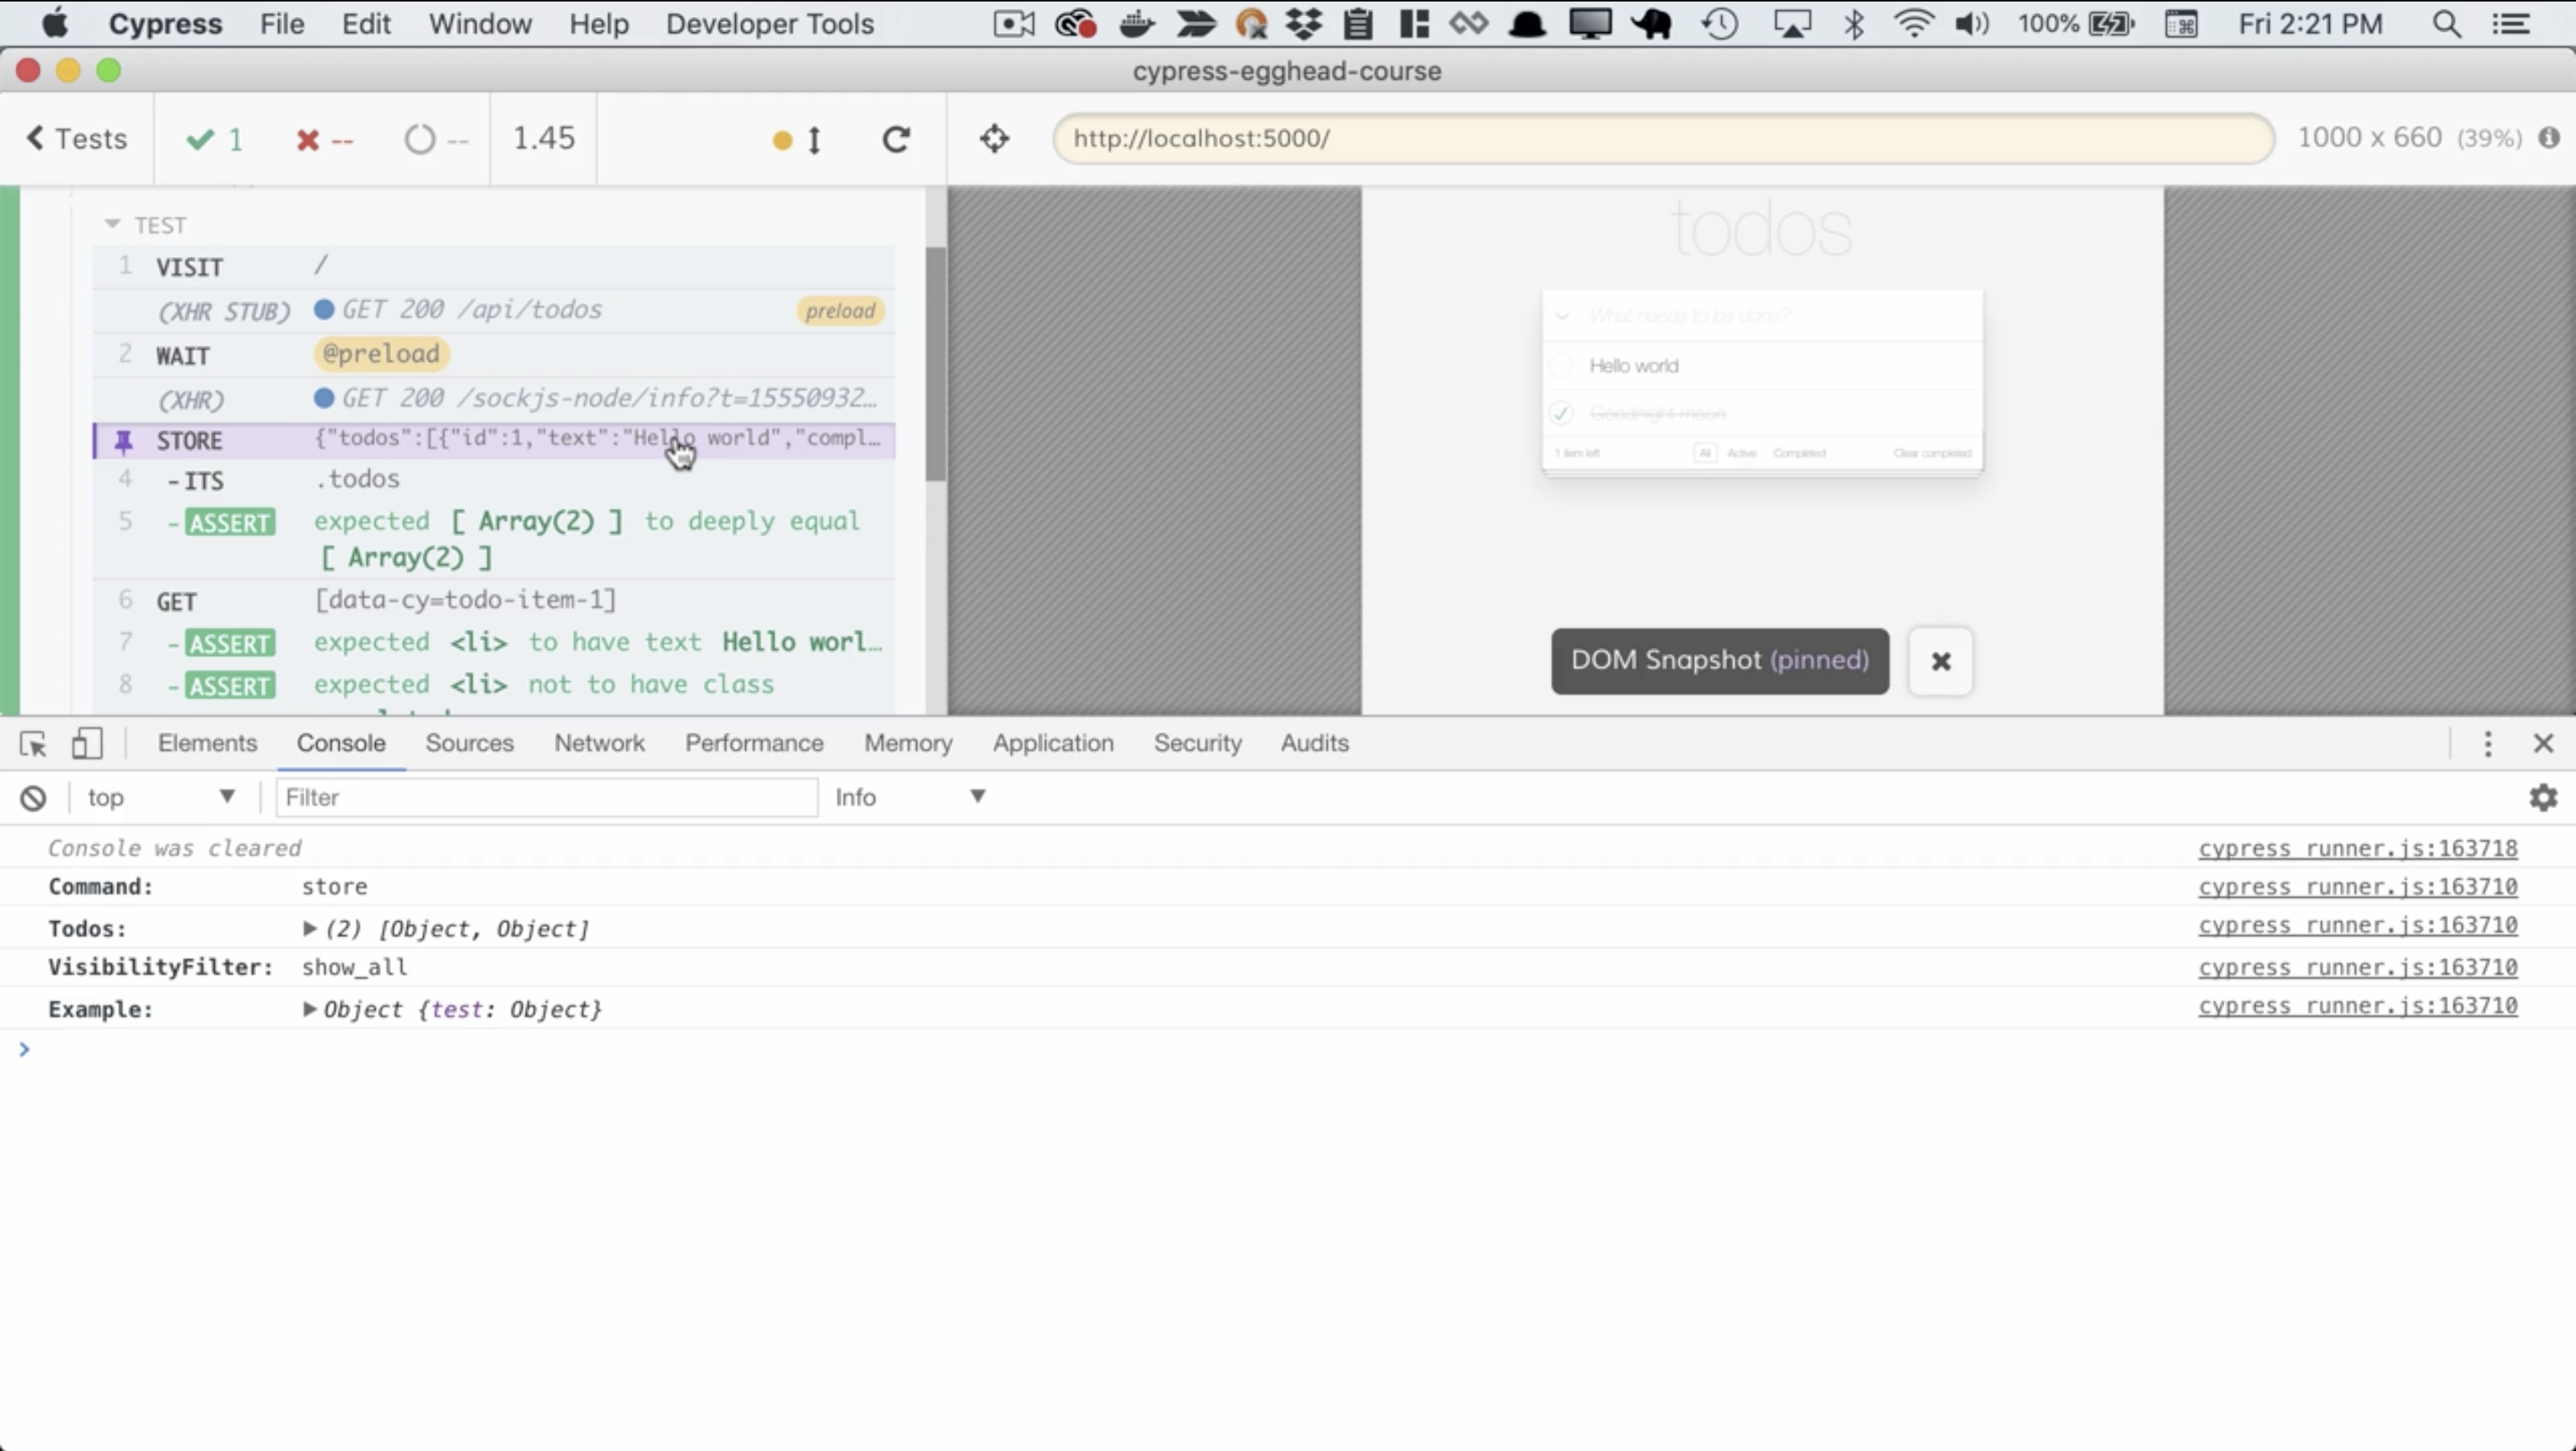 Cypress File Edit Window Help Developer Tools 100% Fri 2:21 PM
cypress-egghead-course
Tests 1 -- -- 1.45 http://localhost:5000/ 1000 x 660 (39%)
TEST
1 VISIT /
(XHR STUB) GET 200 /api/todos preload
2 WAIT @preload
(XHR) GET 200 /sockjs-node/info?t=15550932…
STORE {"todos":[{"id":1,"text":"Hello world","compl…
4 -ITS .todos
5 -ASSERT expected [ Array(2) ] to deeply equal
[ Array(2) ]
6 GET [data-cy=todo-item-1]
7 -ASSERT expected <li> to have text Hello worl…
8 -ASSERT expected <li> not to have class
todos
What needs to be done?
Hello world
Goodnight moon
1 item left All Active Completed Clear completed
DOM Snapshot (pinned)
Elements Console Sources Network Performance Memory Application Security Audits
top Filter Info
Console was cleared cypress_runner.js:163718
Command: store cypress_runner.js:163710
Todos: (2) [Object, Object] cypress_runner.js:163710
VisibilityFilter: show_all cypress_runner.js:163710
Example: Object {test: Object} cypress_runner.js:163710